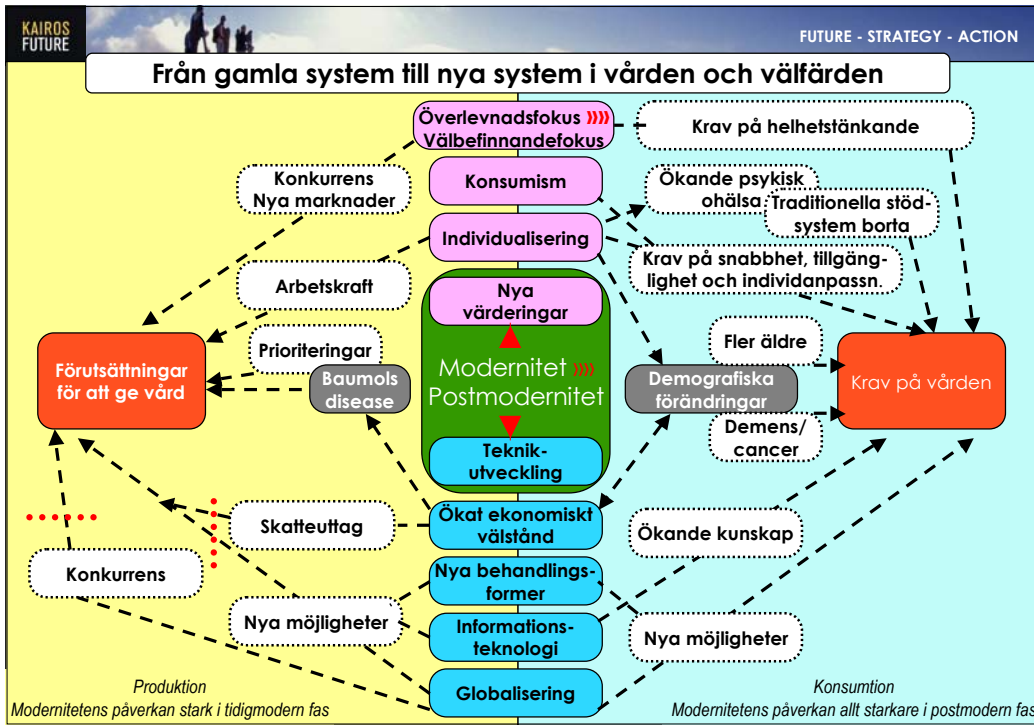 KAIROS
FUTURE
FUTURE - STRATEGY - ACTION
Från gamla system till nya system i vården och välfärden
Överlevnadsfokus »»
Välbefinnandefokus
Krav på helhetstänkande
Konkurrens
Nya marknader
Konsumism
Ökande psykisk
ohälsa
Traditionella stöd-
system borta
Individualisering
Krav på snabbhet, tillgäng-
lighet och individanpassn.
Arbetskraft
Nya
värderingar
Prioriteringar
Fler äldre
Förutsättningar
för att ge vård
Baumols
disease
Modernitet »»
Postmodernitet
Demografiska
förändringar
Krav på vården
Demens/
cancer
Teknik-
utveckling
Skatteuttag
Ökat ekonomiskt
välstånd
Ökande kunskap
Konkurrens
Nya behandlings-
former
Nya möjligheter
Informations-
teknologi
Nya möjligheter
Globalisering
Produktion
Modernitetens påverkan stark i tidigmodern fas
Konsumtion
Modernitetens påverkan allt starkare i postmodern fas